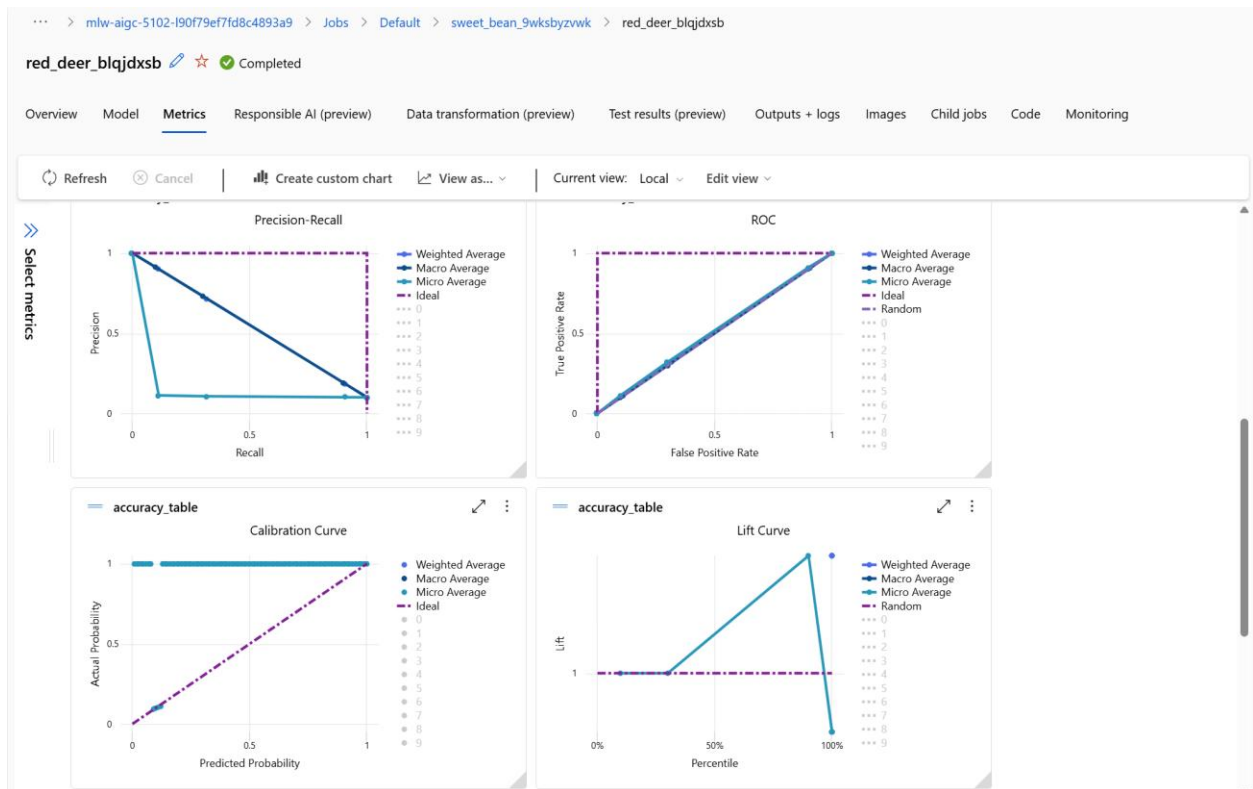 ··· > mlw-aigc-5102-l90f79ef7fd8c4893a9 > Jobs > Default > sweet_bean_9wksbyzvwk > red_deer_blqjdxsb
red_deer_blqjdxsb Completed
Overview Model Metrics Responsible AI (preview) Data transformation (preview) Test results (preview) Outputs + logs Images Child jobs Code Monitoring
Refresh Cancel Create custom chart View as... Current view: Local Edit view
Select metrics
Precision-Recall
1
0.5
0
Precision
0 0.5 1
Recall
Weighted Average
Macro Average
Micro Average
Ideal
0
1
2
3
4
5
6
7
8
9
ROC
1
0.5
0
True Positive Rate
0 0.5 1
False Positive Rate
Weighted Average
Macro Average
Micro Average
Ideal
Random
0
1
2
3
4
5
6
7
8
9
accuracy_table
Calibration Curve
1
0.5
0
Actual Probability
0 0.5 1
Predicted Probability
Weighted Average
Macro Average
Micro Average
Ideal
0
1
2
3
4
5
6
7
8
9
accuracy_table
Lift Curve
1
Lift
0% 50% 100%
Percentile
Weighted Average
Macro Average
Micro Average
Random
0
1
2
3
4
5
6
7
8
9